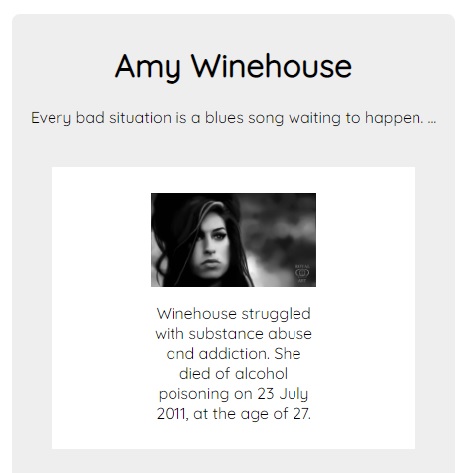 Amy Winehouse
Every bad situation is a blues song waiting to happen. ...
Winehouse struggled
with substance abuse
and addiction. She
died of alcohol
poisoning on 23 July
2011, at the age of 27.